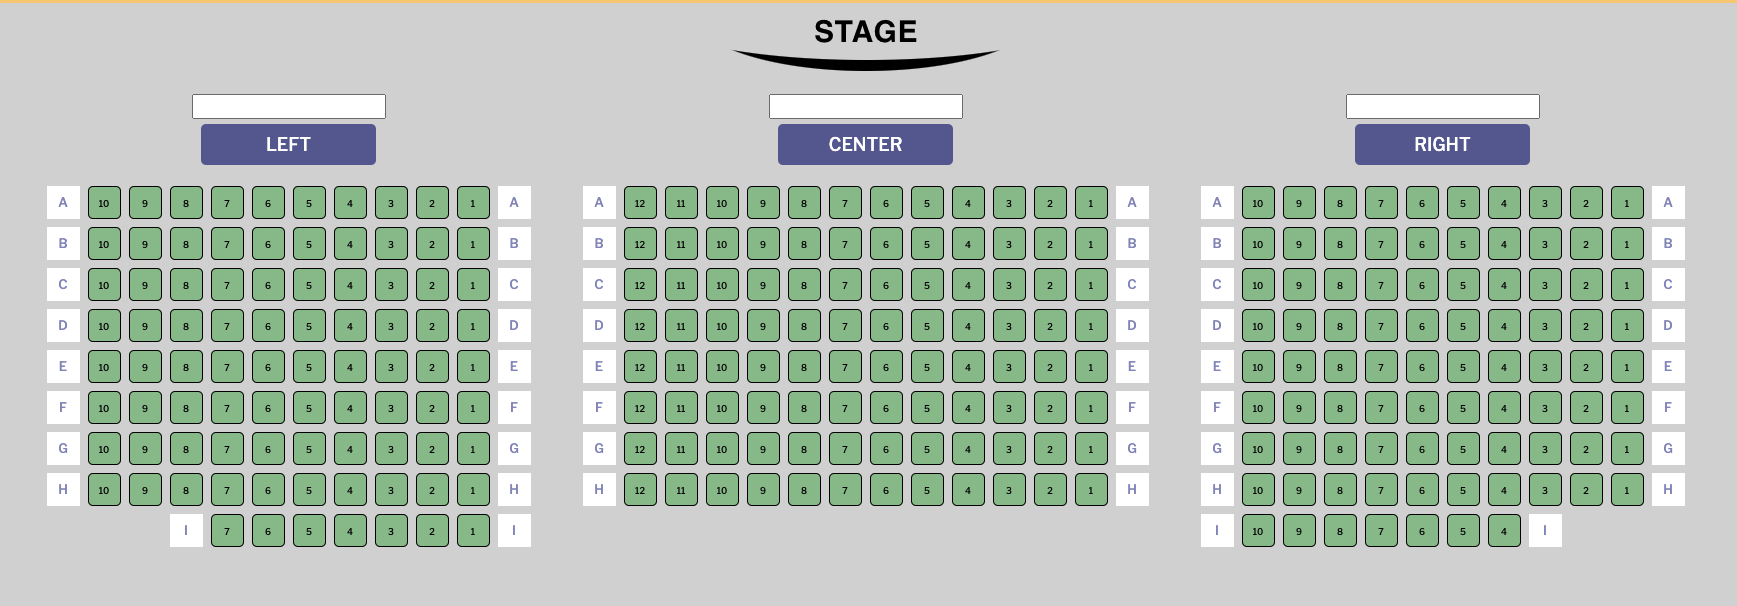 STAGE
LEFT CENTER RIGHT
A 10 9 8 7 6 5 4 3 2 1 A A 12 11 10 9 8 7 6 5 4 3 2 1 A A 10 9 8 7 6 5 4 3 2 1 A
B 10 9 8 7 6 5 4 3 2 1 B B 12 11 10 9 8 7 6 5 4 3 2 1 B B 10 9 8 7 6 5 4 3 2 1 B
C 10 9 8 7 6 5 4 3 2 1 C C 12 11 10 9 8 7 6 5 4 3 2 1 C C 10 9 8 7 6 5 4 3 2 1 C
D 10 9 8 7 6 5 4 3 2 1 D D 12 11 10 9 8 7 6 5 4 3 2 1 D D 10 9 8 7 6 5 4 3 2 1 D
E 10 9 8 7 6 5 4 3 2 1 E E 12 11 10 9 8 7 6 5 4 3 2 1 E E 10 9 8 7 6 5 4 3 2 1 E
F 10 9 8 7 6 5 4 3 2 1 F F 12 11 10 9 8 7 6 5 4 3 2 1 F F 10 9 8 7 6 5 4 3 2 1 F
G 10 9 8 7 6 5 4 3 2 1 G G 12 11 10 9 8 7 6 5 4 3 2 1 G G 10 9 8 7 6 5 4 3 2 1 G
H 10 9 8 7 6 5 4 3 2 1 H H 12 11 10 9 8 7 6 5 4 3 2 1 H H 10 9 8 7 6 5 4 3 2 1 H
I 7 6 5 4 3 2 1 I I 10 9 8 7 6 5 4 I